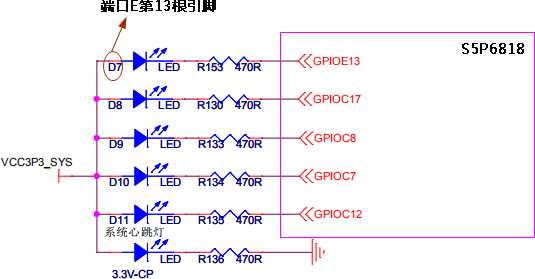 端口E第13根引脚
S5P6818
D7 LED R153 470R GPIOE13
D8 LED R130 470R GPIOC17
D9 LED R133 470R GPIOC8
VCC3P3_SYS
D10 LED R134 470R GPIOC7
D11 LED R135 470R GPIOC12
系统心跳灯
LED R136 470R
3.3V-CP